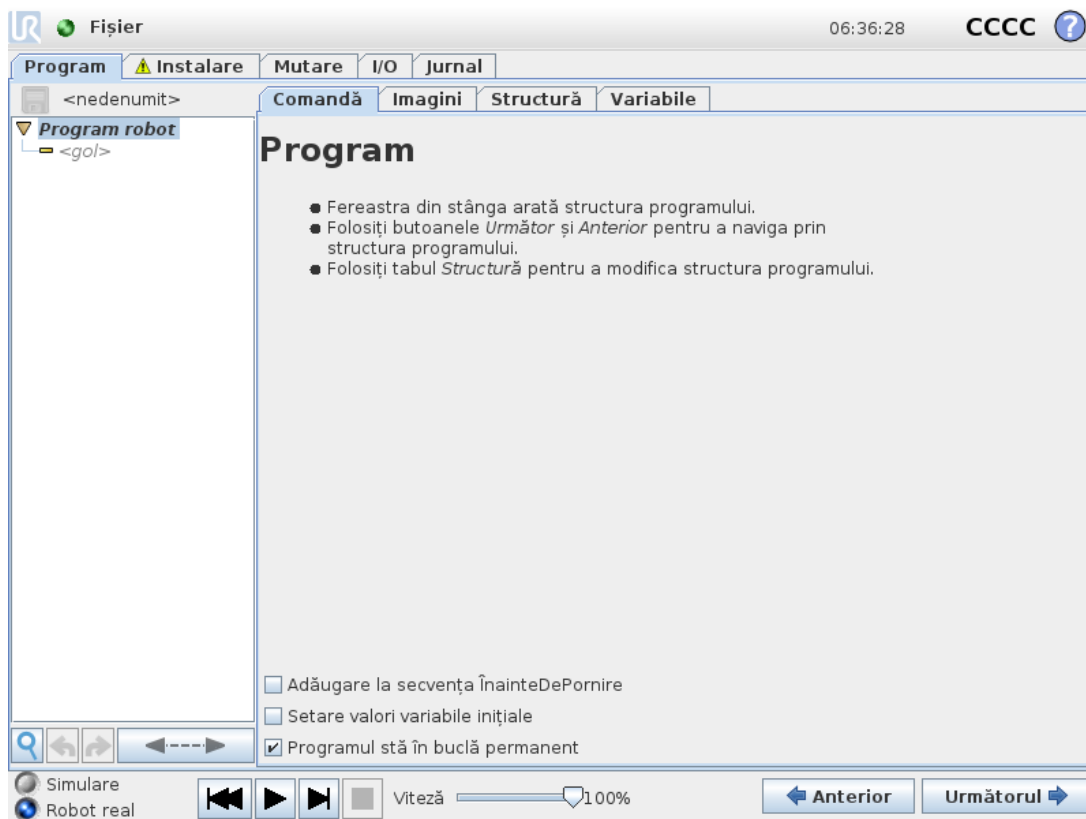 UR Fișier 06:36:28 CCCC ?
Program Instalare Mutare I/O Jurnal
<nedenumit> Comandă Imagini Structură Variabile
Program robot
<gol>
Program
Fereastra din stânga arată structura programului.
Folosiți butoanele Următor și Anterior pentru a naviga prin
structura programului.
Folosiți tabul Structură pentru a modifica structura programului.
Adăugare la secvența ÎnainteDePornire
Setare valori variabile inițiale
Programul stă în buclă permanent
Simulare
Robot real
Viteză 100%
Anterior Următorul